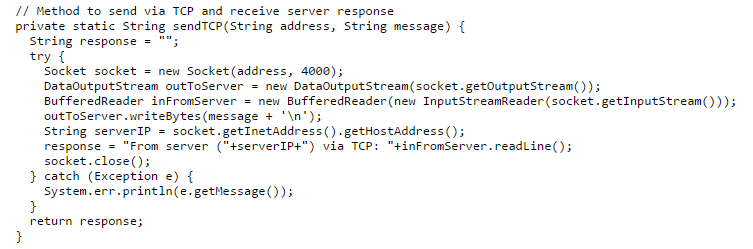 // Method to send via TCP and receive server response
private static String sendTCP(String address, String message) {
  String response = "";
  try {
    Socket socket = new Socket(address, 4000);
    DataOutputStream outToServer = new DataOutputStream(socket.getOutputStream());
    BufferedReader inFromServer = new BufferedReader(new InputStreamReader(socket.getInputStream()));
    outToServer.writeBytes(message + '\n');
    String serverIP = socket.getInetAddress().getHostAddress();
    response = "From server ("+serverIP+") via TCP: "+inFromServer.readLine();
    socket.close();
  } catch (Exception e) {
    System.err.println(e.getMessage());
  }
  return response;
}